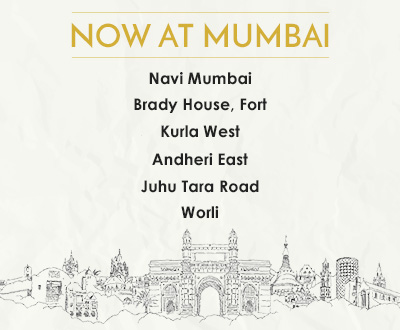 NOW AT MUMBAI
Navi Mumbai
Brady House, Fort
Kurla West
Andheri East
Juhu Tara Road
Worli